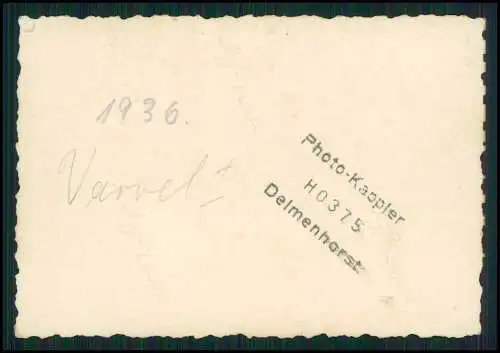 1936.
Varrel
Photo-Kappler
H0375
Delmenhorst